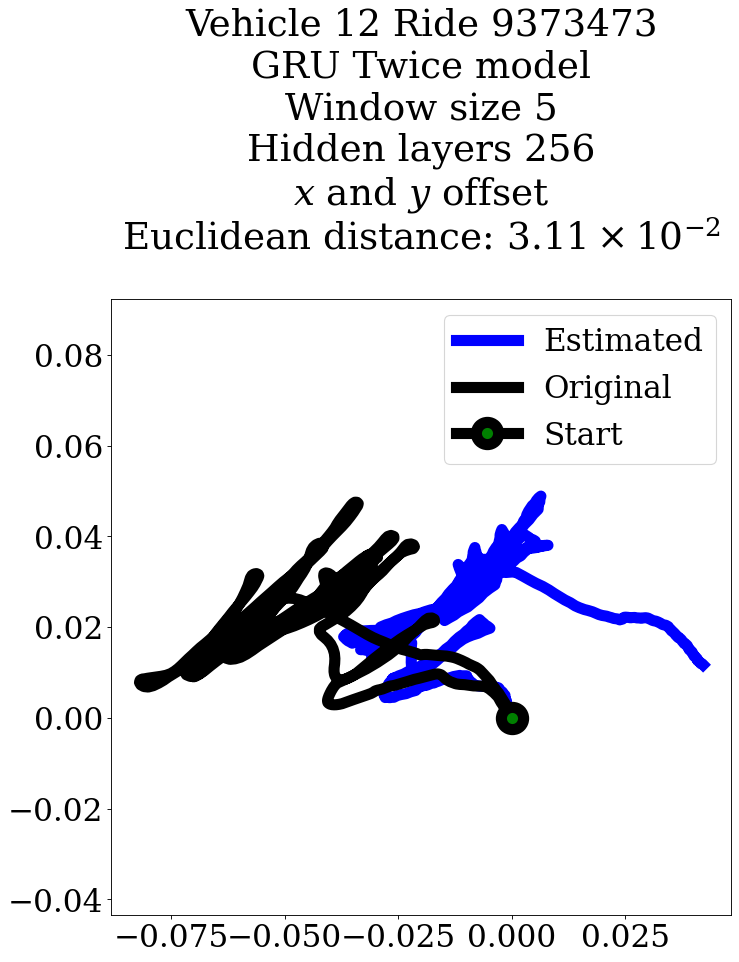 Vehicle 12 Ride 9373473
GRU Twice model
Window size 5
Hidden layers 256
x and y offset
Euclidean distance: 3.11 × 10⁻²
Estimated
Original
Start
0.08
0.06
0.04
0.02
0.00
−0.02
−0.04
−0.075 −0.050 −0.025 0.000 0.025